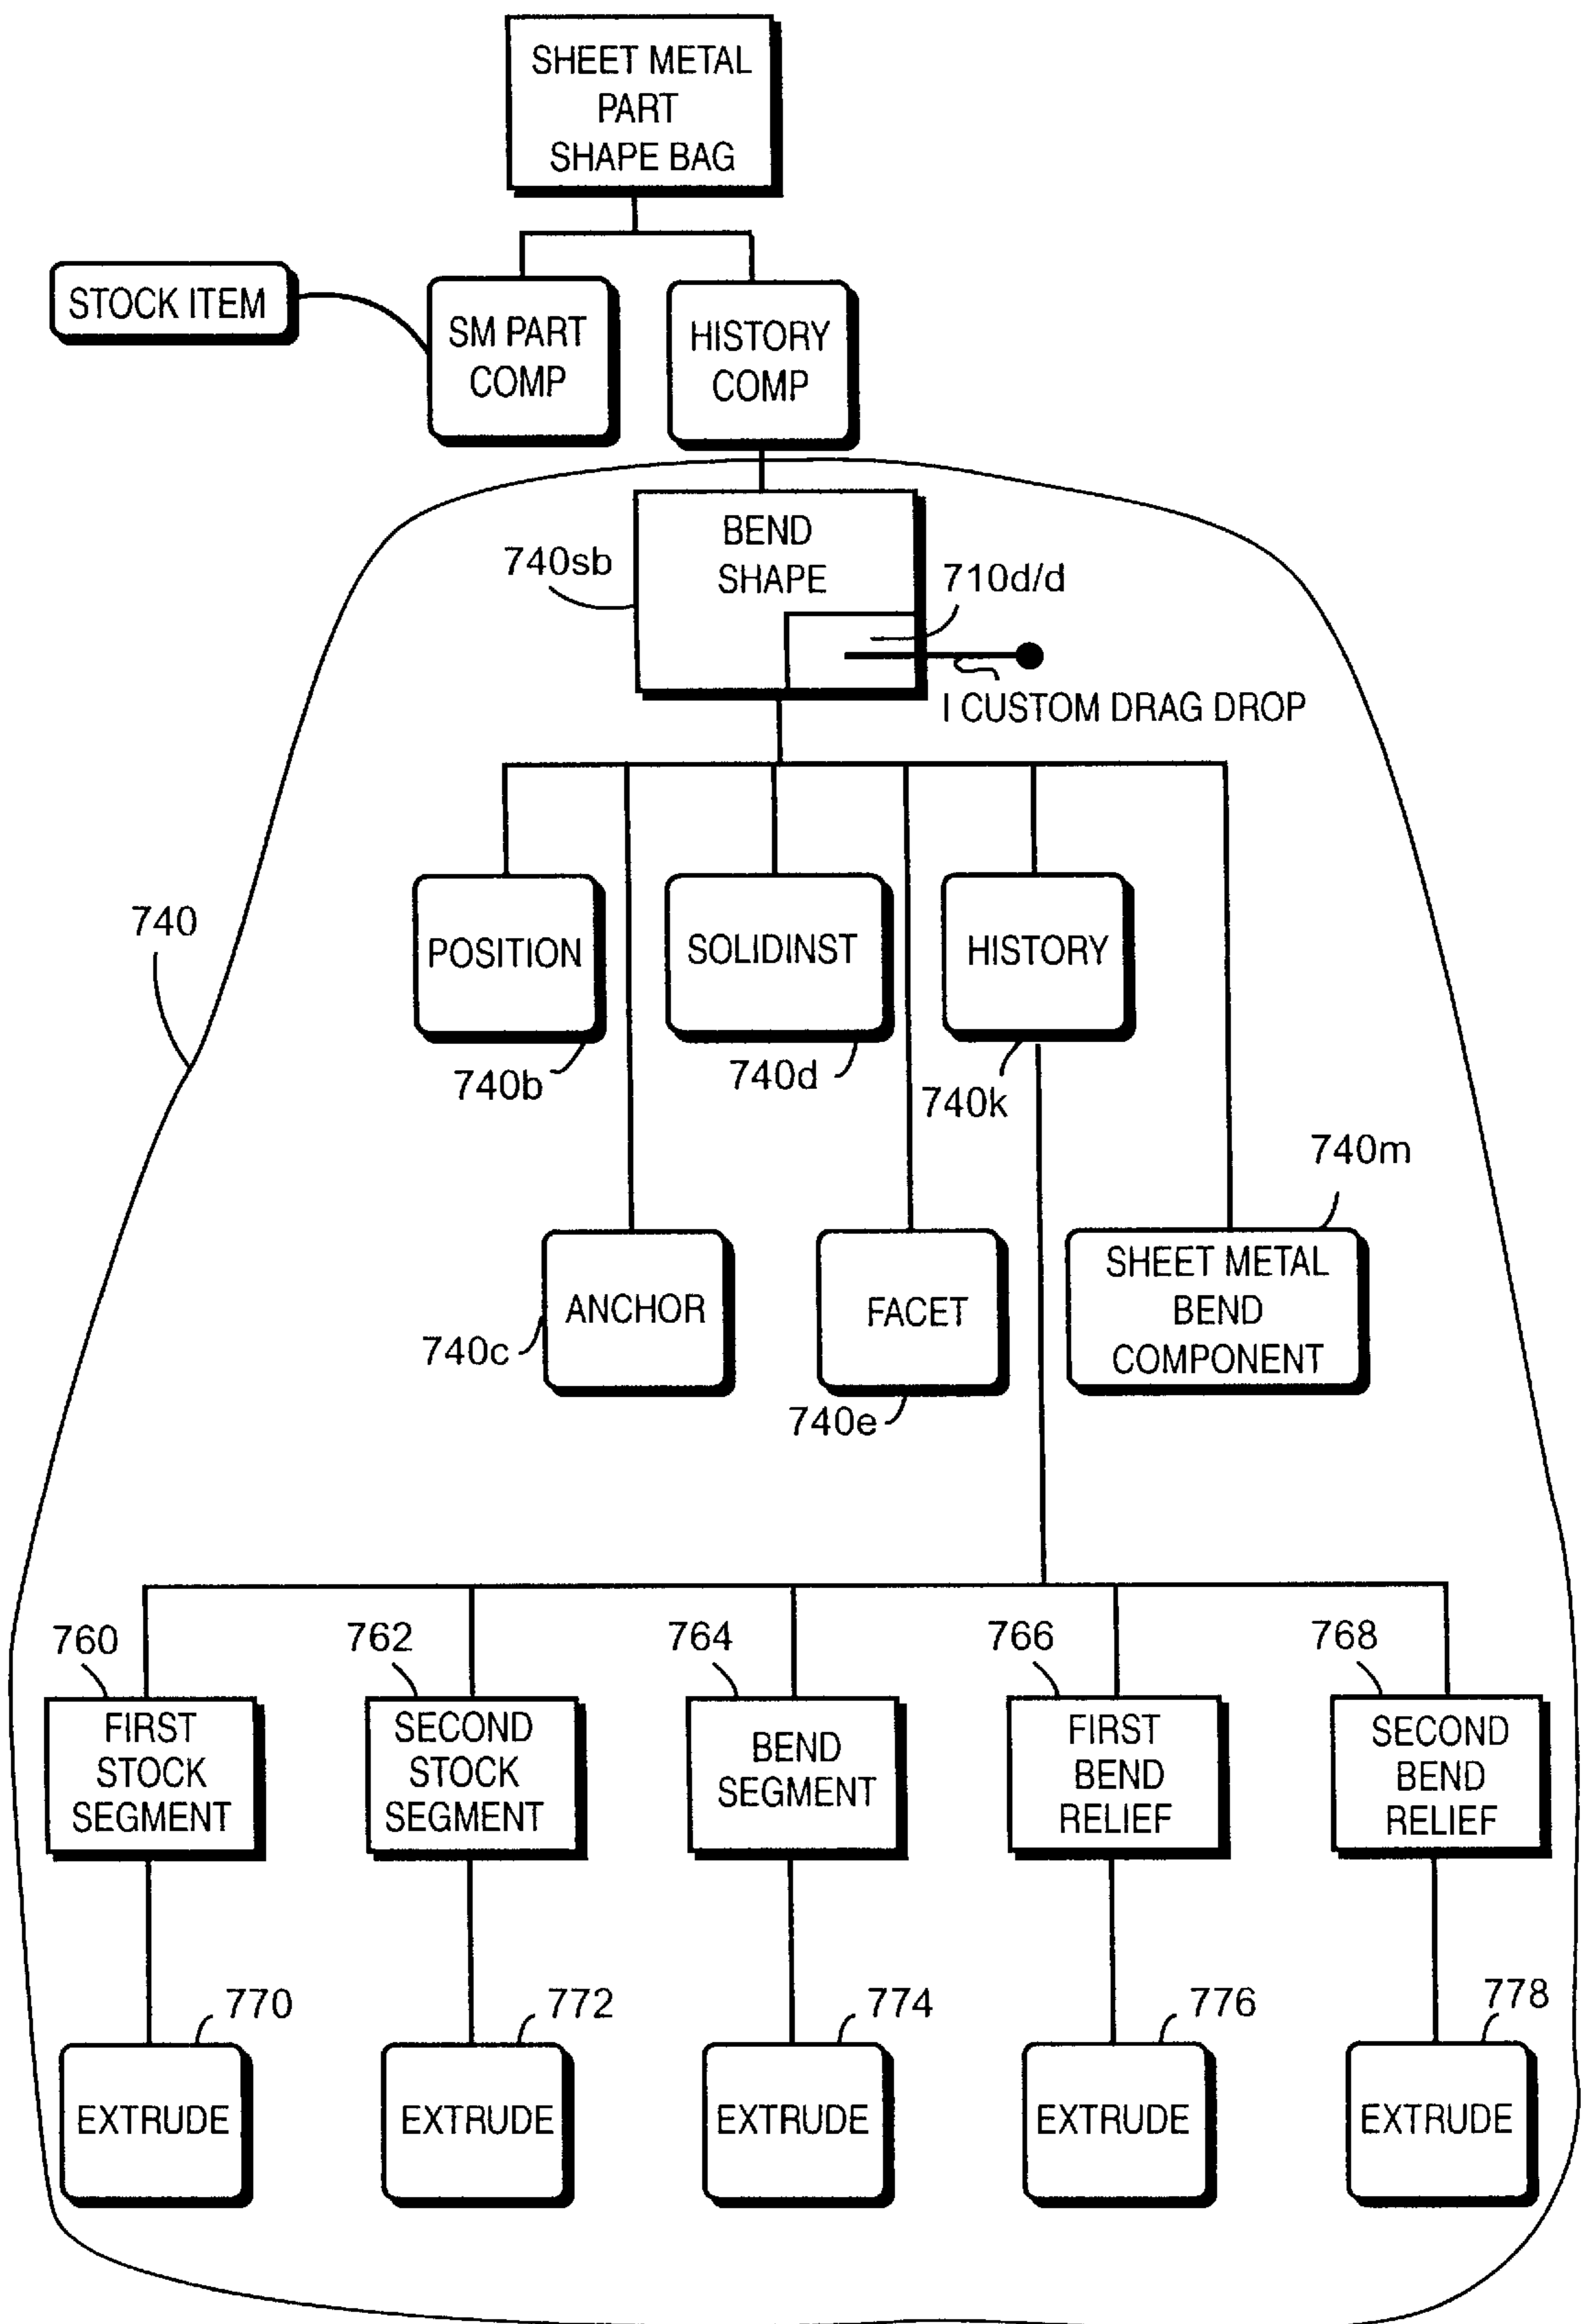 SHEET METAL
PART
SHAPE BAG
STOCK ITEM
SM PART
COMP
HISTORY
COMP
BEND
SHAPE
740sb
710d/d
I CUSTOM DRAG DROP
740
POSITION
SOLIDINST
HISTORY
740b
740d
740k
740m
ANCHOR
FACET
SHEET METAL
BEND
COMPONENT
740c
740e
760
762
764
766
768
FIRST
STOCK
SEGMENT
SECOND
STOCK
SEGMENT
BEND
SEGMENT
FIRST
BEND
RELIEF
SECOND
BEND
RELIEF
770
772
774
776
778
EXTRUDE
EXTRUDE
EXTRUDE
EXTRUDE
EXTRUDE